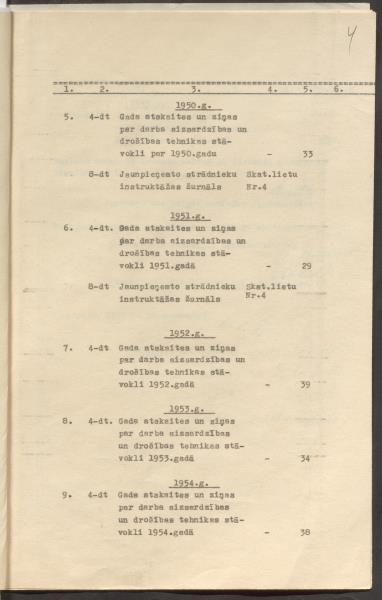 4
1. 2. 3. 4. 5. 6.
1950.g.
5. 4-dt Gada atskaites un ziņas
par darba aizsardzības un
drošības tehnikas stā-
vokli par 1950.gadu - 33
8-dt Jaunpieņemto strādnieku Skat.lietu
instruktāžas žurnāls Nr.4
1951.g.
6. 4-dt. Gada atskaites un ziņas
par darba aizsardzības un
drošības tehnikas stā-
vokli 1951.gadā - 29
8-dt Jaunpieņemto strādnieku Skat.lietu
instruktāžas žurnāls Nr.4
1952.g.
7. 4-dt Gada atskaites un ziņas
par darba aizsardzības un
drošības tehnikas stā-
vokli 1952.gadā - 39
1953.g.
8. 4-dt. Gada atskaites un ziņas
par darba aizsardzības
un drošības tehnikas stā-
vokli 1953.gadā - 34
1954.g.
9. 4-dt Gada atskaites un ziņas
par darba aizsardzības
un drošības tehnikas stā-
vokli 1954.gadā - 38